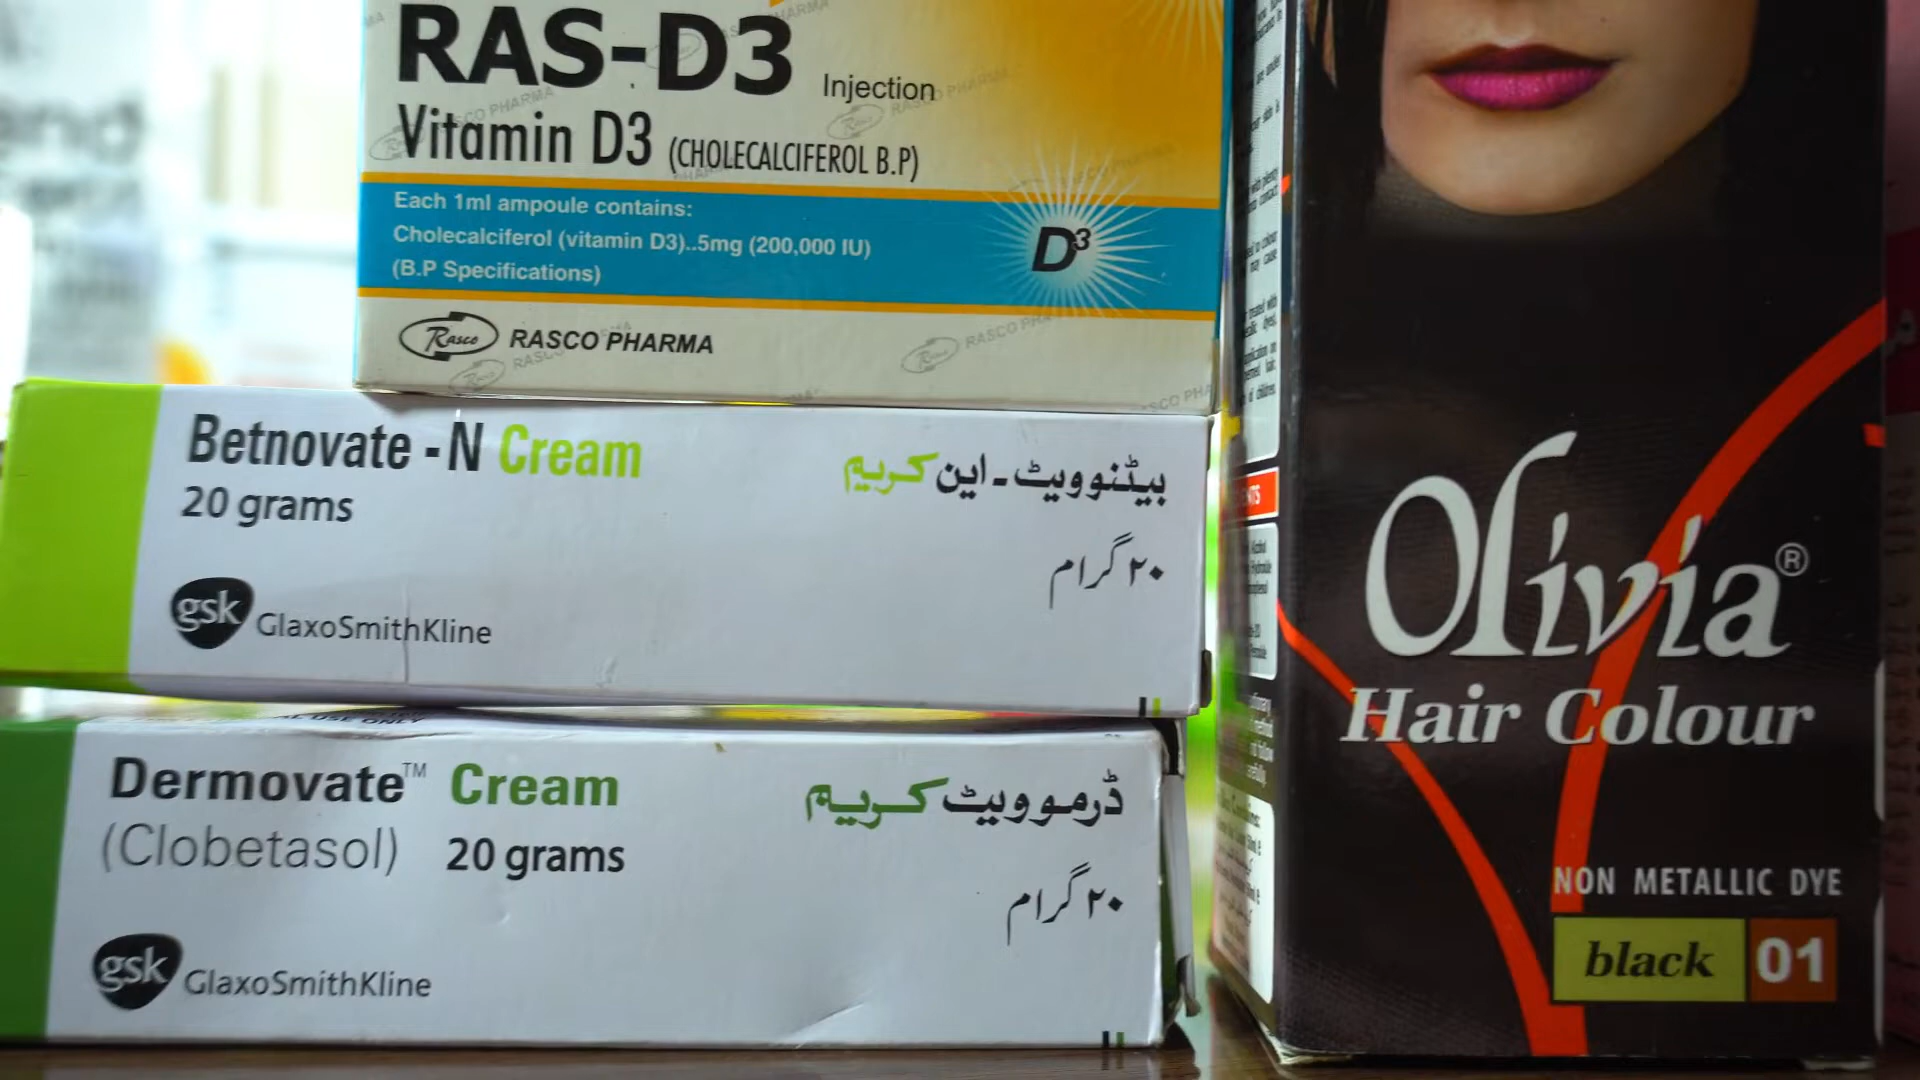 RAS-D3 Injection
Vitamin D3 (CHOLECALCIFEROL B.P)
Each 1ml ampoule contains:
Cholecalciferol (vitamin D3)..5mg (200,000 IU)
(B.P Specifications)
D³
Rasco RASCO PHARMA
Betnovate - N Cream
20 grams
بیٹنوویٹ - این کریم
۲۰ گرام
gsk GlaxoSmithKline
USE ONLY
Dermovate™ Cream
(Clobetasol) 20 grams
ڈرموویٹ کریم
۲۰ گرام
gsk GlaxoSmithKline
Olivia®
Hair Colour
NON METALLIC DYE
black 01